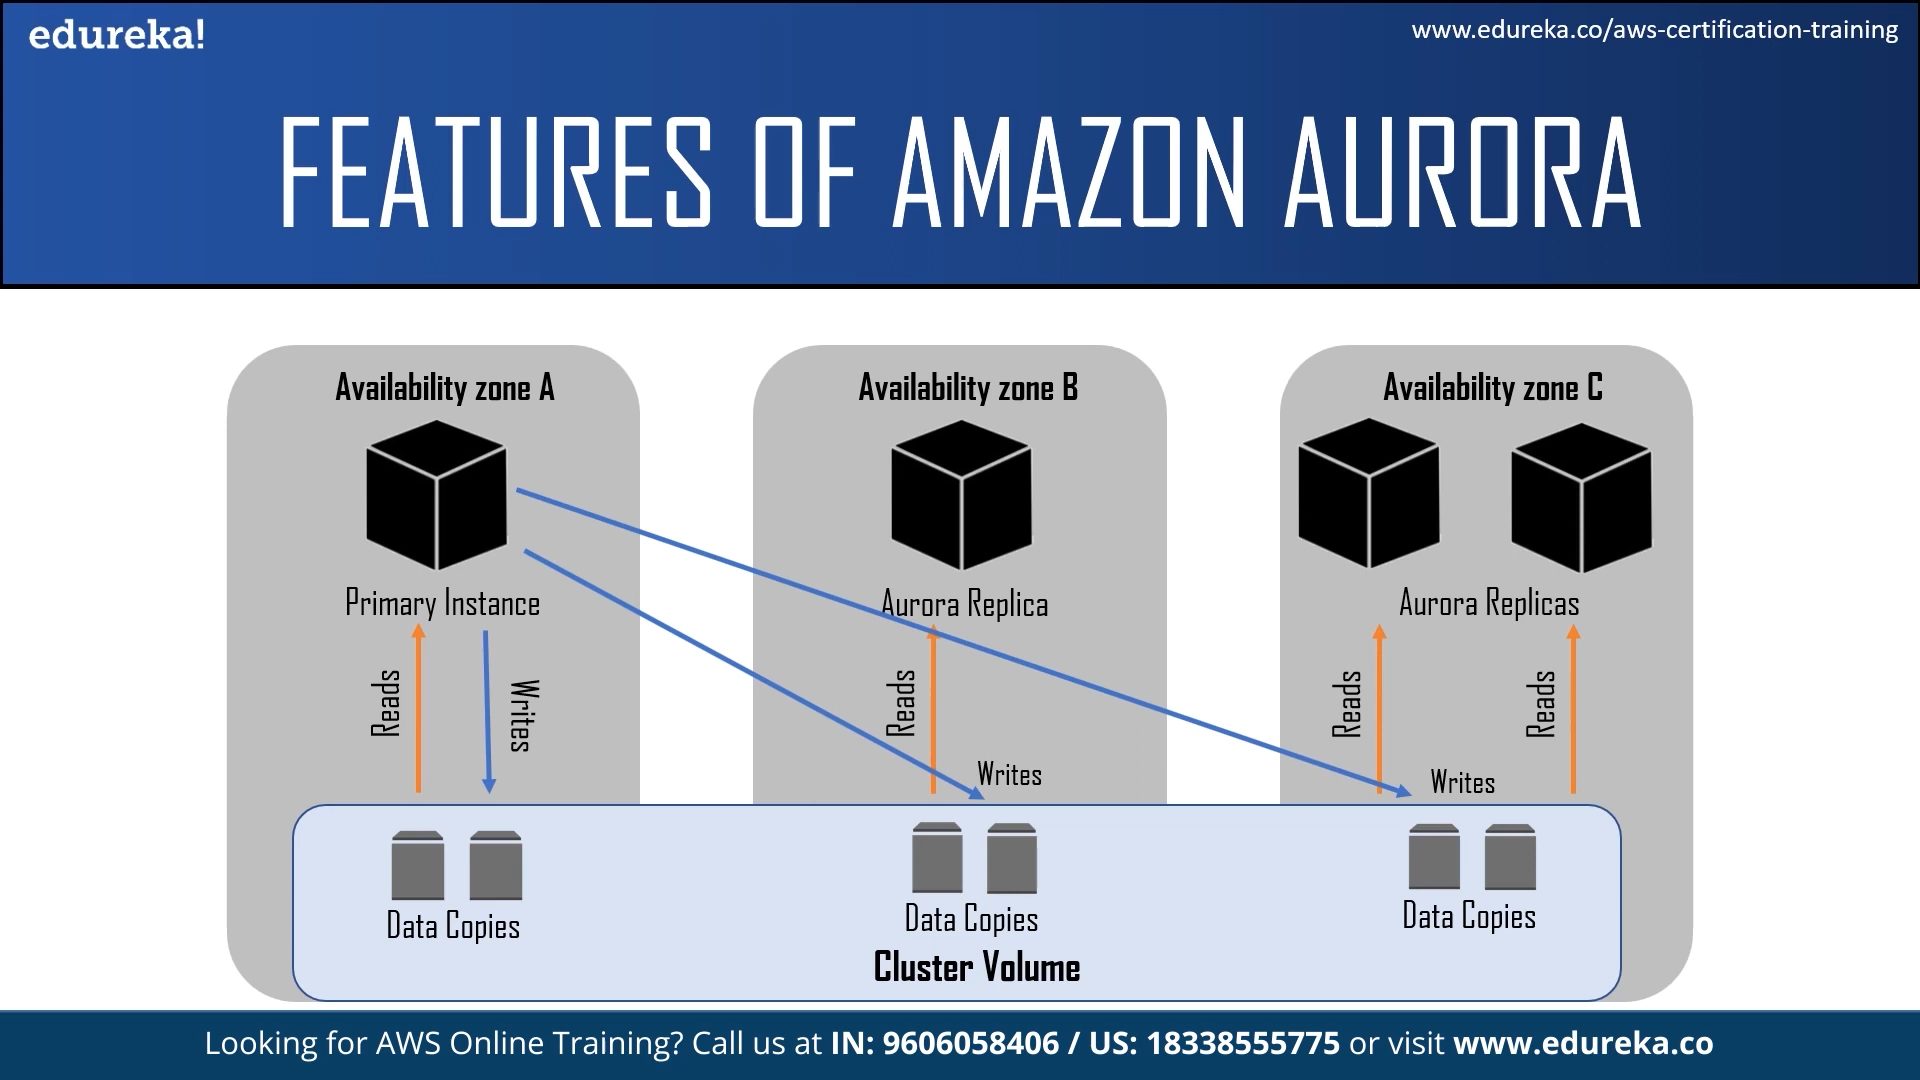 edureka!
www.edureka.co/aws-certification-training
FEATURES OF AMAZON AURORA
Availability zone A
Availability zone B
Availability zone C
Primary Instance
Aurora Replica
Aurora Replicas
Reads
Writes
Reads
Writes
Reads
Writes
Reads
Data Copies
Data Copies
Data Copies
Cluster Volume
Looking for AWS Online Training? Call us at IN: 9606058406 / US: 18338555775 or visit www.edureka.co